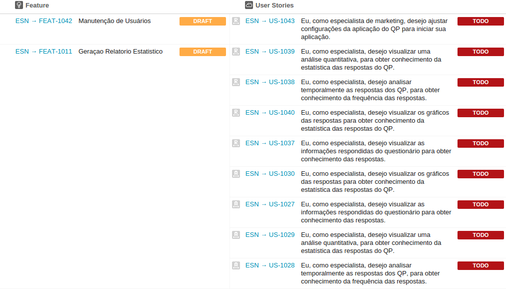 Feature
User Stories
ESN → FEAT-1042 Manutenção de Usuários DRAFT
ESN → US-1043 Eu, como especialista de marketing, desejo ajustar TODO
configurações da aplicação do QP para iniciar sua
aplicação.
ESN → FEAT-1011 Geraçao Relatorio Estatistico DRAFT
ESN → US-1039 Eu, como especialista, desejo visualizar uma TODO
análise quantitativa, para obter conhecimento da
estatística das respostas do QP.
ESN → US-1038 Eu, como especialista, desejo analisar TODO
temporalmente as respostas dos QP, para obter
conhecimento da frequência das respostas.
ESN → US-1040 Eu, como especialista, desejo visualizar os gráficos TODO
das respostas para obter conhecimento da
estatística das respostas do QP.
ESN → US-1037 Eu, como especialista, desejo visualizar as TODO
informações respondidas do questionário para obter
conhecimento das respostas.
ESN → US-1030 Eu, como especialista, desejo visualizar os gráficos TODO
das respostas para obter conhecimento da
estatística das respostas do QP.
ESN → US-1027 Eu, como especialista, desejo visualizar as TODO
informações respondidas do questionário para obter
conhecimento das respostas.
ESN → US-1029 Eu, como especialista, desejo visualizar uma TODO
análise quantitativa, para obter conhecimento da
estatística das respostas do QP.
ESN → US-1028 Eu, como especialista, desejo analisar TODO
temporalmente as respostas dos QP, para obter
conhecimento da frequência das respostas.